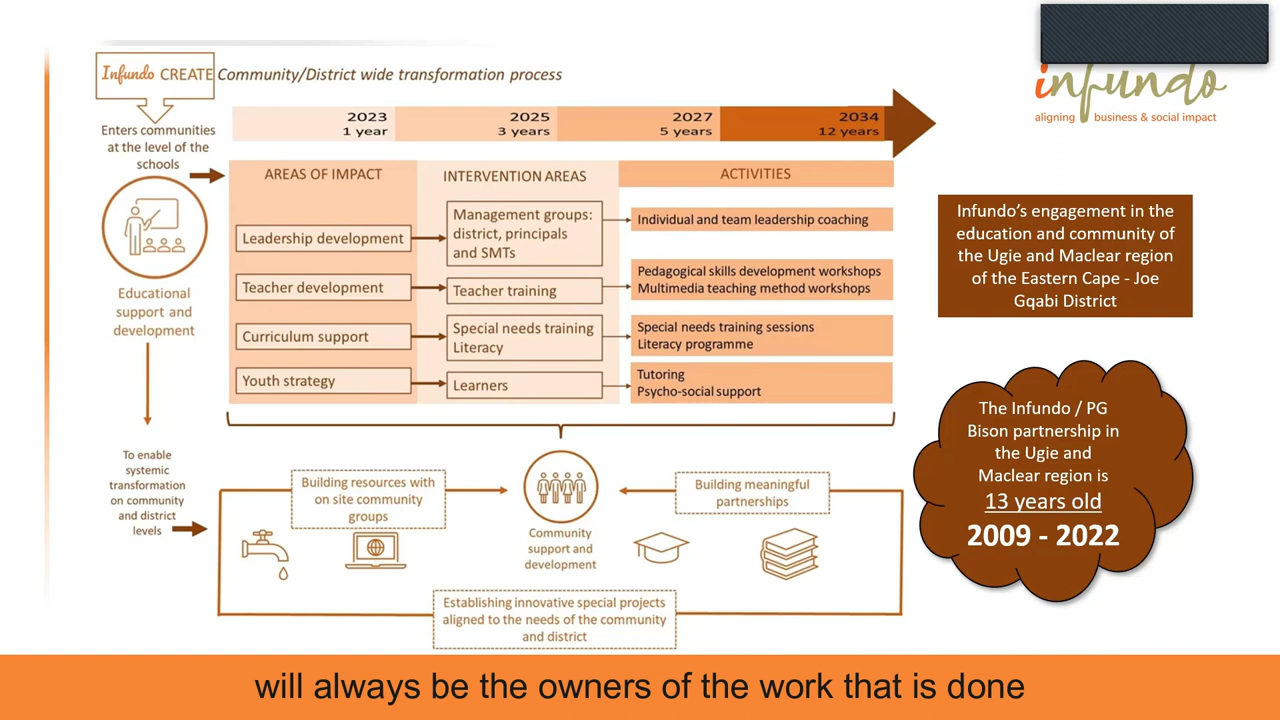 Infundo CREATE Community/District wide transformation process
Enters communities
at the level of the
schools
2023
1 year
2025
3 years
2027
5 years
2034
12 years
infundo
aligning business & social impact
AREAS OF IMPACT
INTERVENTION AREAS
ACTIVITIES
Leadership development
Management groups:
district, principals
and SMTs
Individual and team leadership coaching
Teacher development
Teacher training
Pedagogical skills development workshops
Multimedia teaching method workshops
Curriculum support
Special needs training
Literacy
Special needs training sessions
Literacy programme
Youth strategy
Learners
Tutoring
Psycho-social support
Educational
support and
development
Infundo's engagement in the
education and community of
the Ugie and Maclear region
of the Eastern Cape - Joe
Gqabi District
The Infundo / PG
Bison partnership in
the Ugie and
Maclear region is
13 years old
2009 - 2022
To enable
systemic
transformation
on community
and district
levels
Building resources with
on site community
groups
Community
support and
development
Building meaningful
partnerships
Establishing innovative special projects
aligned to the needs of the community
and district
will always be the owners of the work that is done